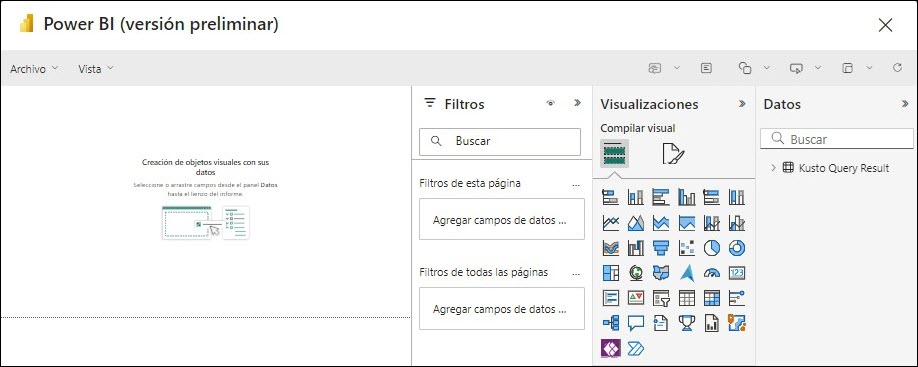 Power BI (versión preliminar)
Archivo
Vista
Creación de objetos visuales con sus
datos
Seleccione o arrastre campos desde el panel Datos
hasta el lienzo del informe.
Filtros
Buscar
Filtros de esta página
...
Agregar campos de datos ...
Filtros de todas las páginas
...
Agregar campos de datos ...
Visualizaciones
Compilar visual
123
Datos
Buscar
Kusto Query Result